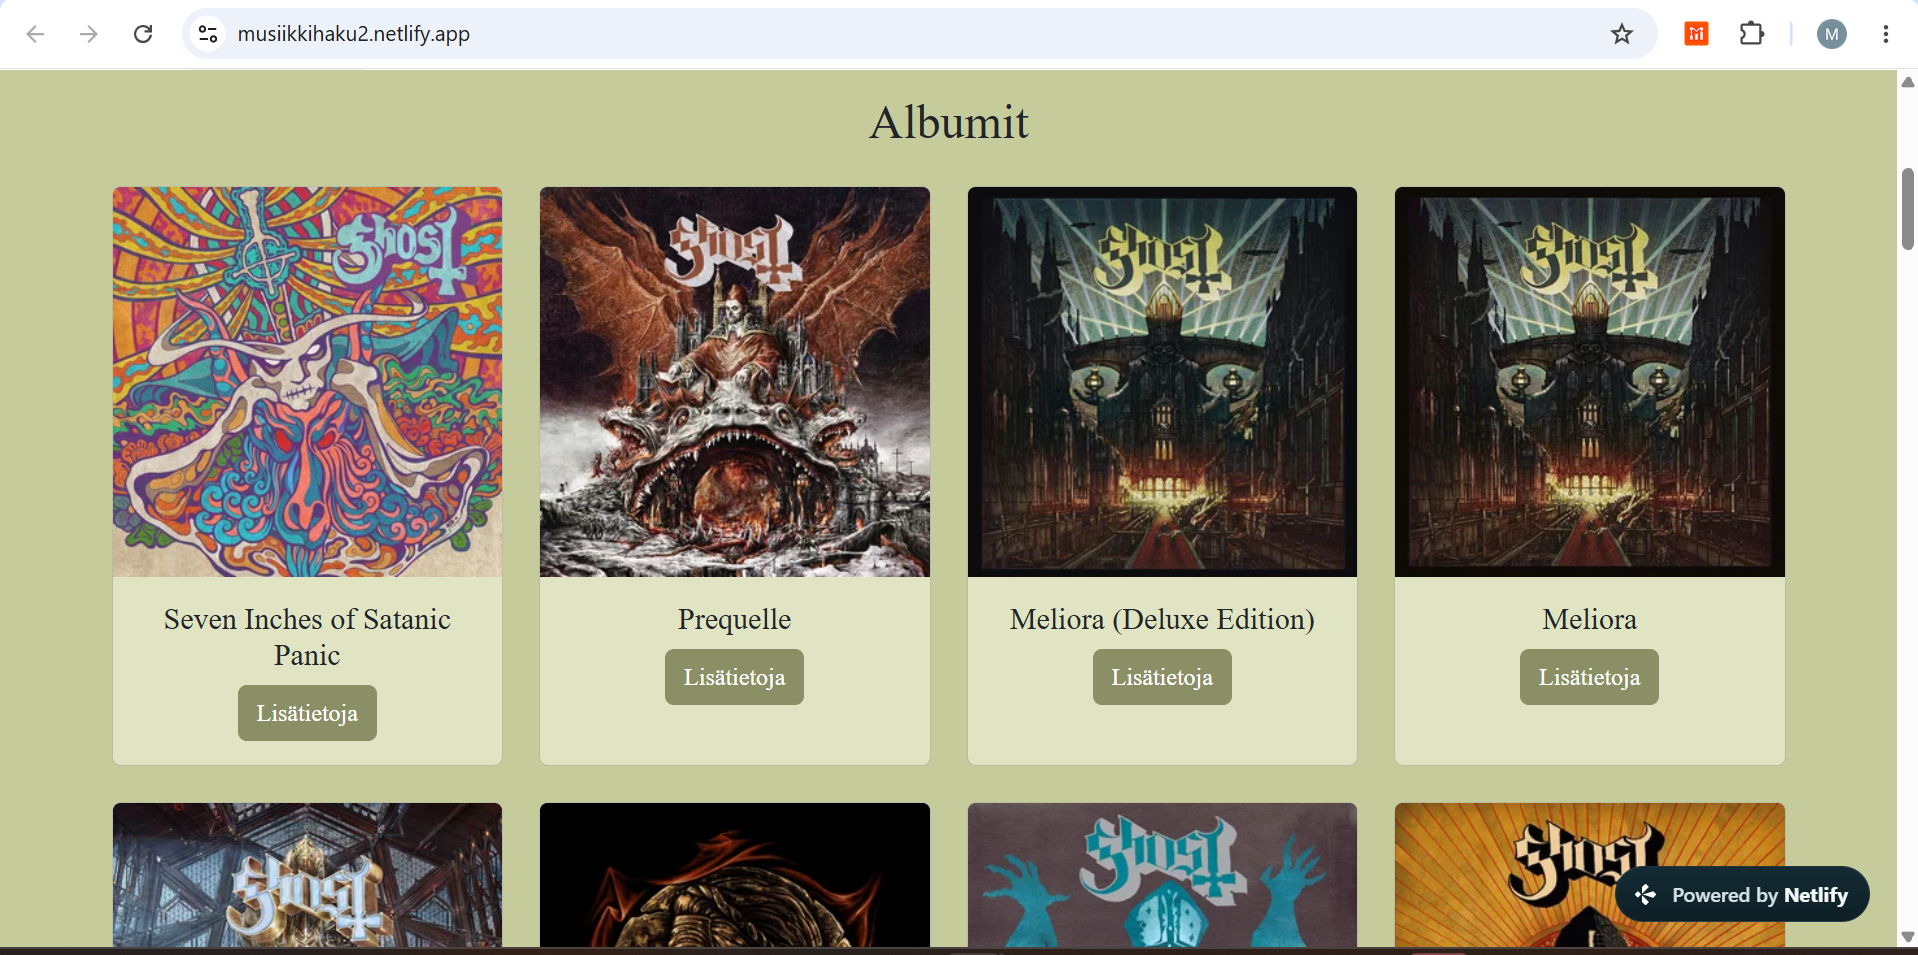 musiikkihaku2.netlify.app
M
Albumit
Ghost
Ghost
Ghost
Ghost
Seven Inches of Satanic
Panic
Lisätietoja
Prequelle
Lisätietoja
Meliora (Deluxe Edition)
Lisätietoja
Meliora
Lisätietoja
Ghost
Ghost
Ghost
Powered by Netlify